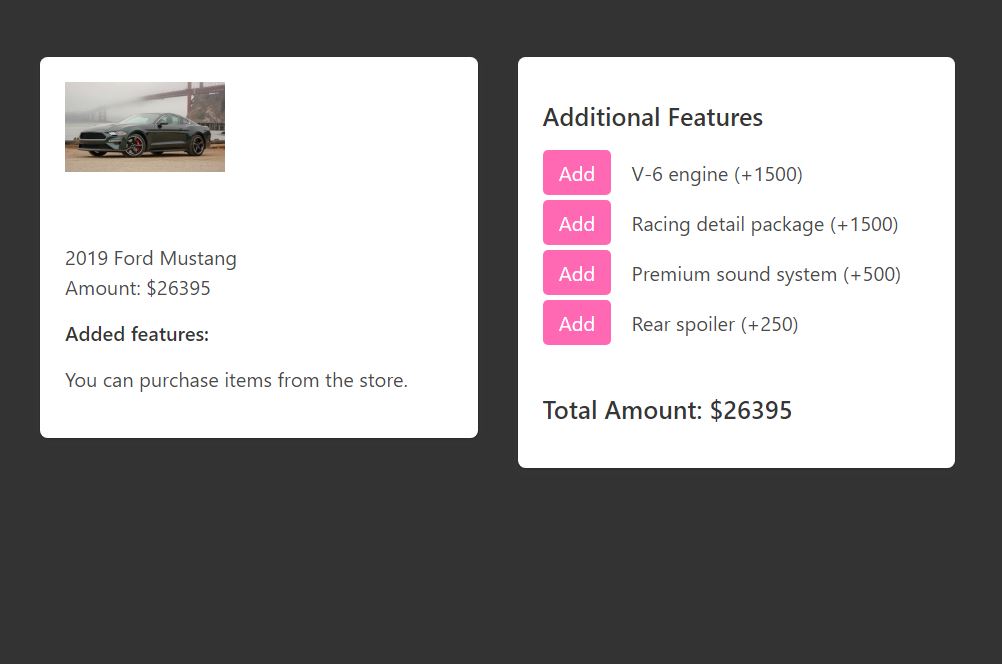 2019 Ford Mustang
Amount: $26395
Added features:
You can purchase items from the store.
Additional Features
Add V-6 engine (+1500)
Add Racing detail package (+1500)
Add Premium sound system (+500)
Add Rear spoiler (+250)
Total Amount: $26395